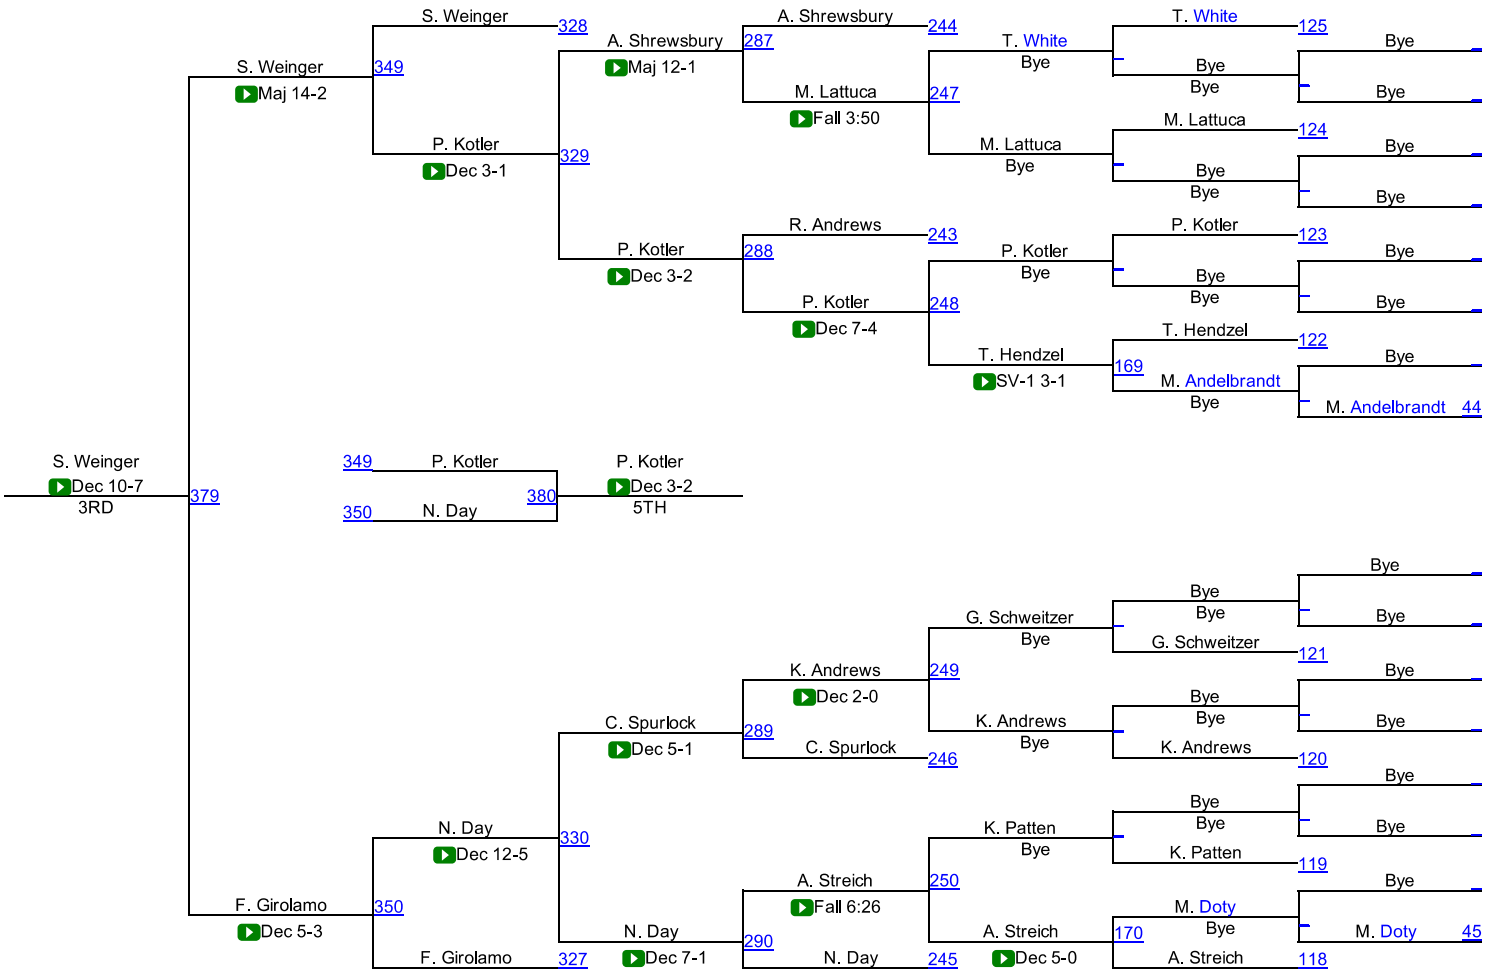 S. Weinger
328
A. Shrewsbury
244
T. White
125
A. Shrewsbury
287
T. White
Bye
S. Weinger
349
Maj 12-1
Bye
Bye
Maj 14-2
M. Lattuca
247
Bye
Bye
Fall 3:50
M. Lattuca
124
P. Kotler
M. Lattuca
Bye
329
Dec 3-1
Bye
Bye
Bye
Bye
R. Andrews
243
P. Kotler
123
P. Kotler
288
P. Kotler
Bye
Dec 3-2
Bye
Bye
P. Kotler
248
Bye
Bye
Dec 7-4
T. Hendzel
122
T. Hendzel
169
Bye
SV-1 3-1
M. Andelbrandt
Bye
M. Andelbrandt 44
S. Weinger
349
P. Kotler
P. Kotler
Dec 10-7
379
380
Dec 3-2
3RD
350
N. Day
5TH
Bye
Bye
G. Schweitzer
Bye
Bye
Bye
G. Schweitzer
121
K. Andrews
249
Bye
Dec 2-0
Bye
C. Spurlock
289
K. Andrews
Bye
Bye
Dec 5-1
C. Spurlock
246
Bye
K. Andrews
120
Bye
Bye
N. Day
330
K. Patten
Bye
Bye
Dec 12-5
Bye
K. Patten
119
A. Streich
250
Bye
F. Girolamo
350
Fall 6:26
M. Doty
Dec 5-3
N. Day
290
A. Streich
170
Bye
M. Doty 45
Dec 7-1
Dec 5-0
F. Girolamo
327
N. Day
245
A. Streich
118